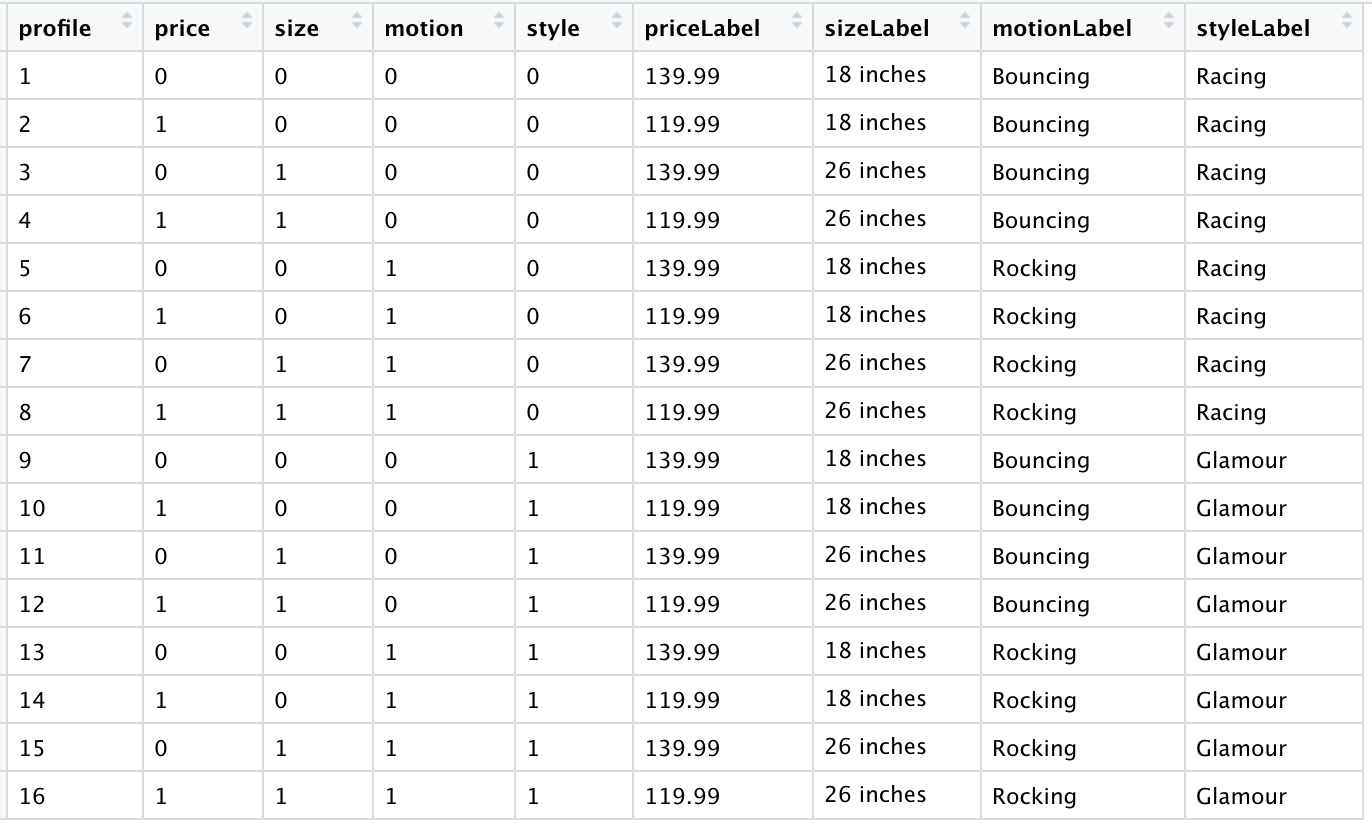 profile price size motion style priceLabel sizeLabel motionLabel styleLabel
1 0 0 0 0 139.99 18 inches Bouncing Racing
2 1 0 0 0 119.99 18 inches Bouncing Racing
3 0 1 0 0 139.99 26 inches Bouncing Racing
4 1 1 0 0 119.99 26 inches Bouncing Racing
5 0 0 1 0 139.99 18 inches Rocking Racing
6 1 0 1 0 119.99 18 inches Rocking Racing
7 0 1 1 0 139.99 26 inches Rocking Racing
8 1 1 1 0 119.99 26 inches Rocking Racing
9 0 0 0 1 139.99 18 inches Bouncing Glamour
10 1 0 0 1 119.99 18 inches Bouncing Glamour
11 0 1 0 1 139.99 26 inches Bouncing Glamour
12 1 1 0 1 119.99 26 inches Bouncing Glamour
13 0 0 1 1 139.99 18 inches Rocking Glamour
14 1 0 1 1 119.99 18 inches Rocking Glamour
15 0 1 1 1 139.99 26 inches Rocking Glamour
16 1 1 1 1 119.99 26 inches Rocking Glamour